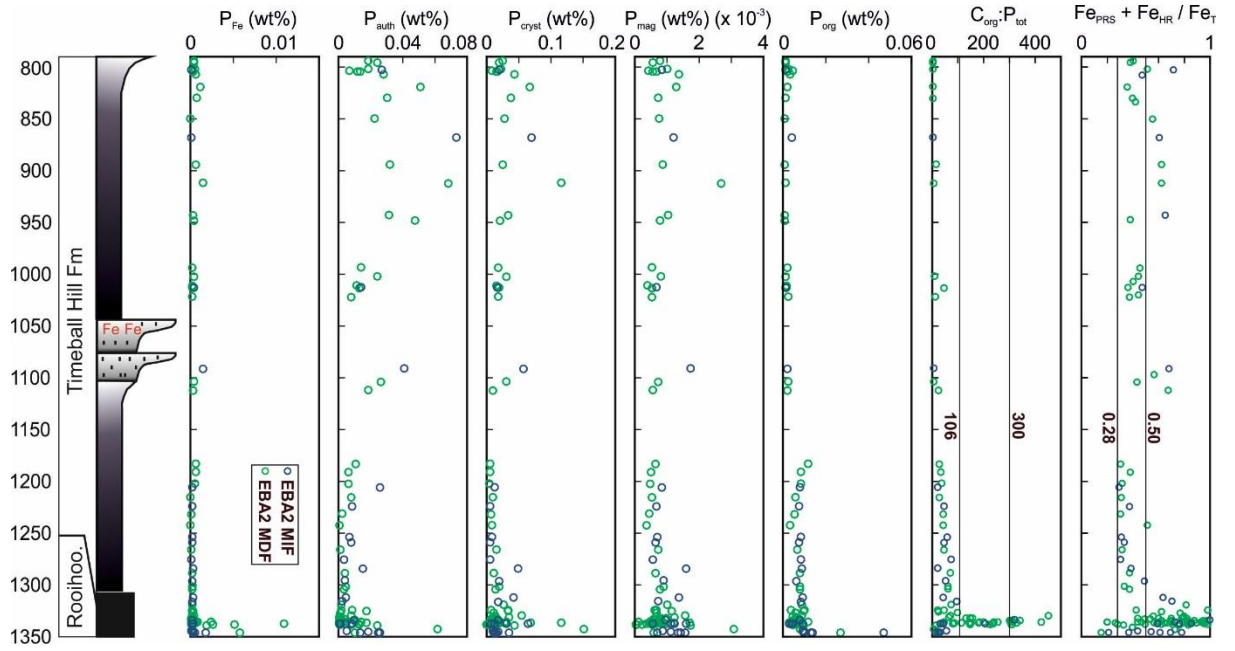 P_Fe (wt%) P_auth (wt%) P_cryst (wt%) P_mag (wt%) (x 10⁻³) P_org (wt%) C_org:P_tot Fe_PRS + Fe_HR / Fe_T
0 0.01 0 0.04 0.08 0 0.1 0.2 0 2 4 0 0.06 0 200 400 0 1
800
850
900
950
1000
1050
1100
1150
1200
1250
1300
1350
Timeball Hill Fm
Rooihoo.
Fe Fe
EBA2 MIF
EBA2 MDF
106
300
0.28
0.50